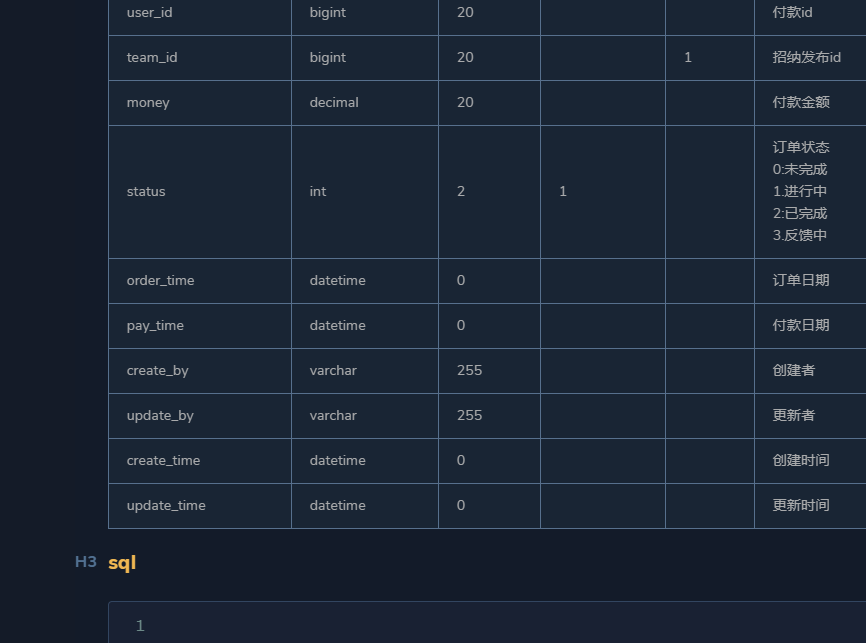 user_id bigint 20 付款id
team_id bigint 20 1 招纳发布id
money decimal 20 付款金额
订单状态
0:未完成
status int 2 1 1.进行中
2:已完成
3.反馈中
order_time datetime 0 订单日期
pay_time datetime 0 付款日期
create_by varchar 255 创建者
update_by varchar 255 更新者
create_time datetime 0 创建时间
update_time datetime 0 更新时间
H3 sql
1